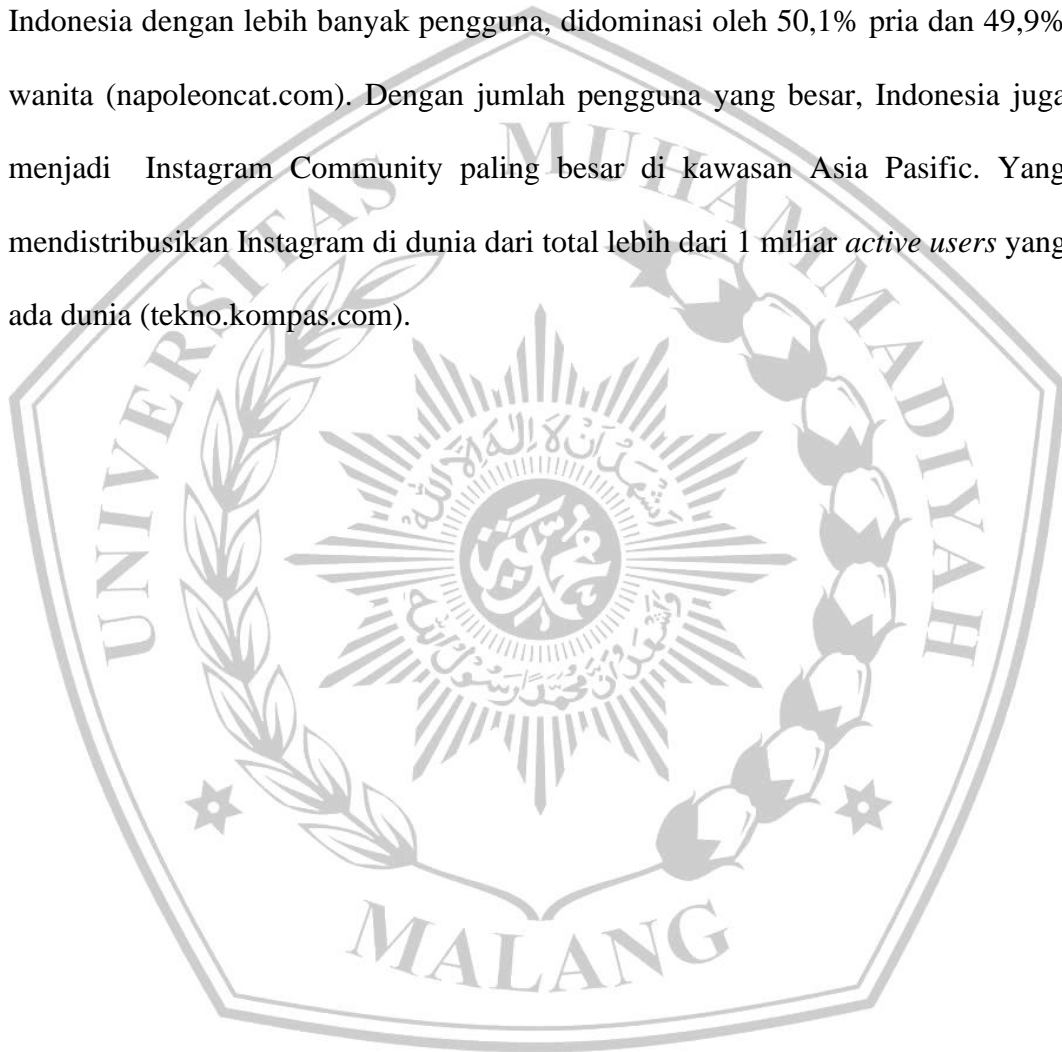 Indonesia dengan lebih banyak pengguna, didominasi oleh 50,1% pria dan 49,9%
wanita (napoleoncat.com). Dengan jumlah pengguna yang besar, Indonesia juga
menjadi Instagram Community paling besar di kawasan Asia Pasific. Yang
mendistribusikan Instagram di dunia dari total lebih dari 1 miliar active users yang
ada dunia (tekno.kompas.com).
UNIVERSITAS MUHAMMADIYAH
MALANG